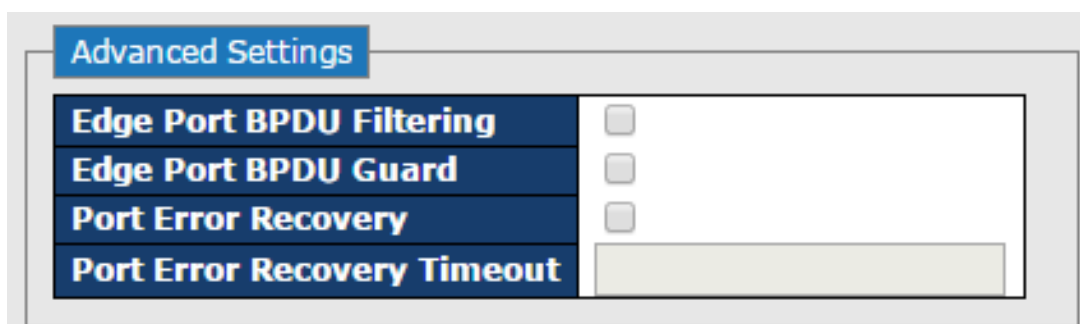 Advanced Settings
Edge Port BPDU Filtering
Edge Port BPDU Guard
Port Error Recovery
Port Error Recovery Timeout